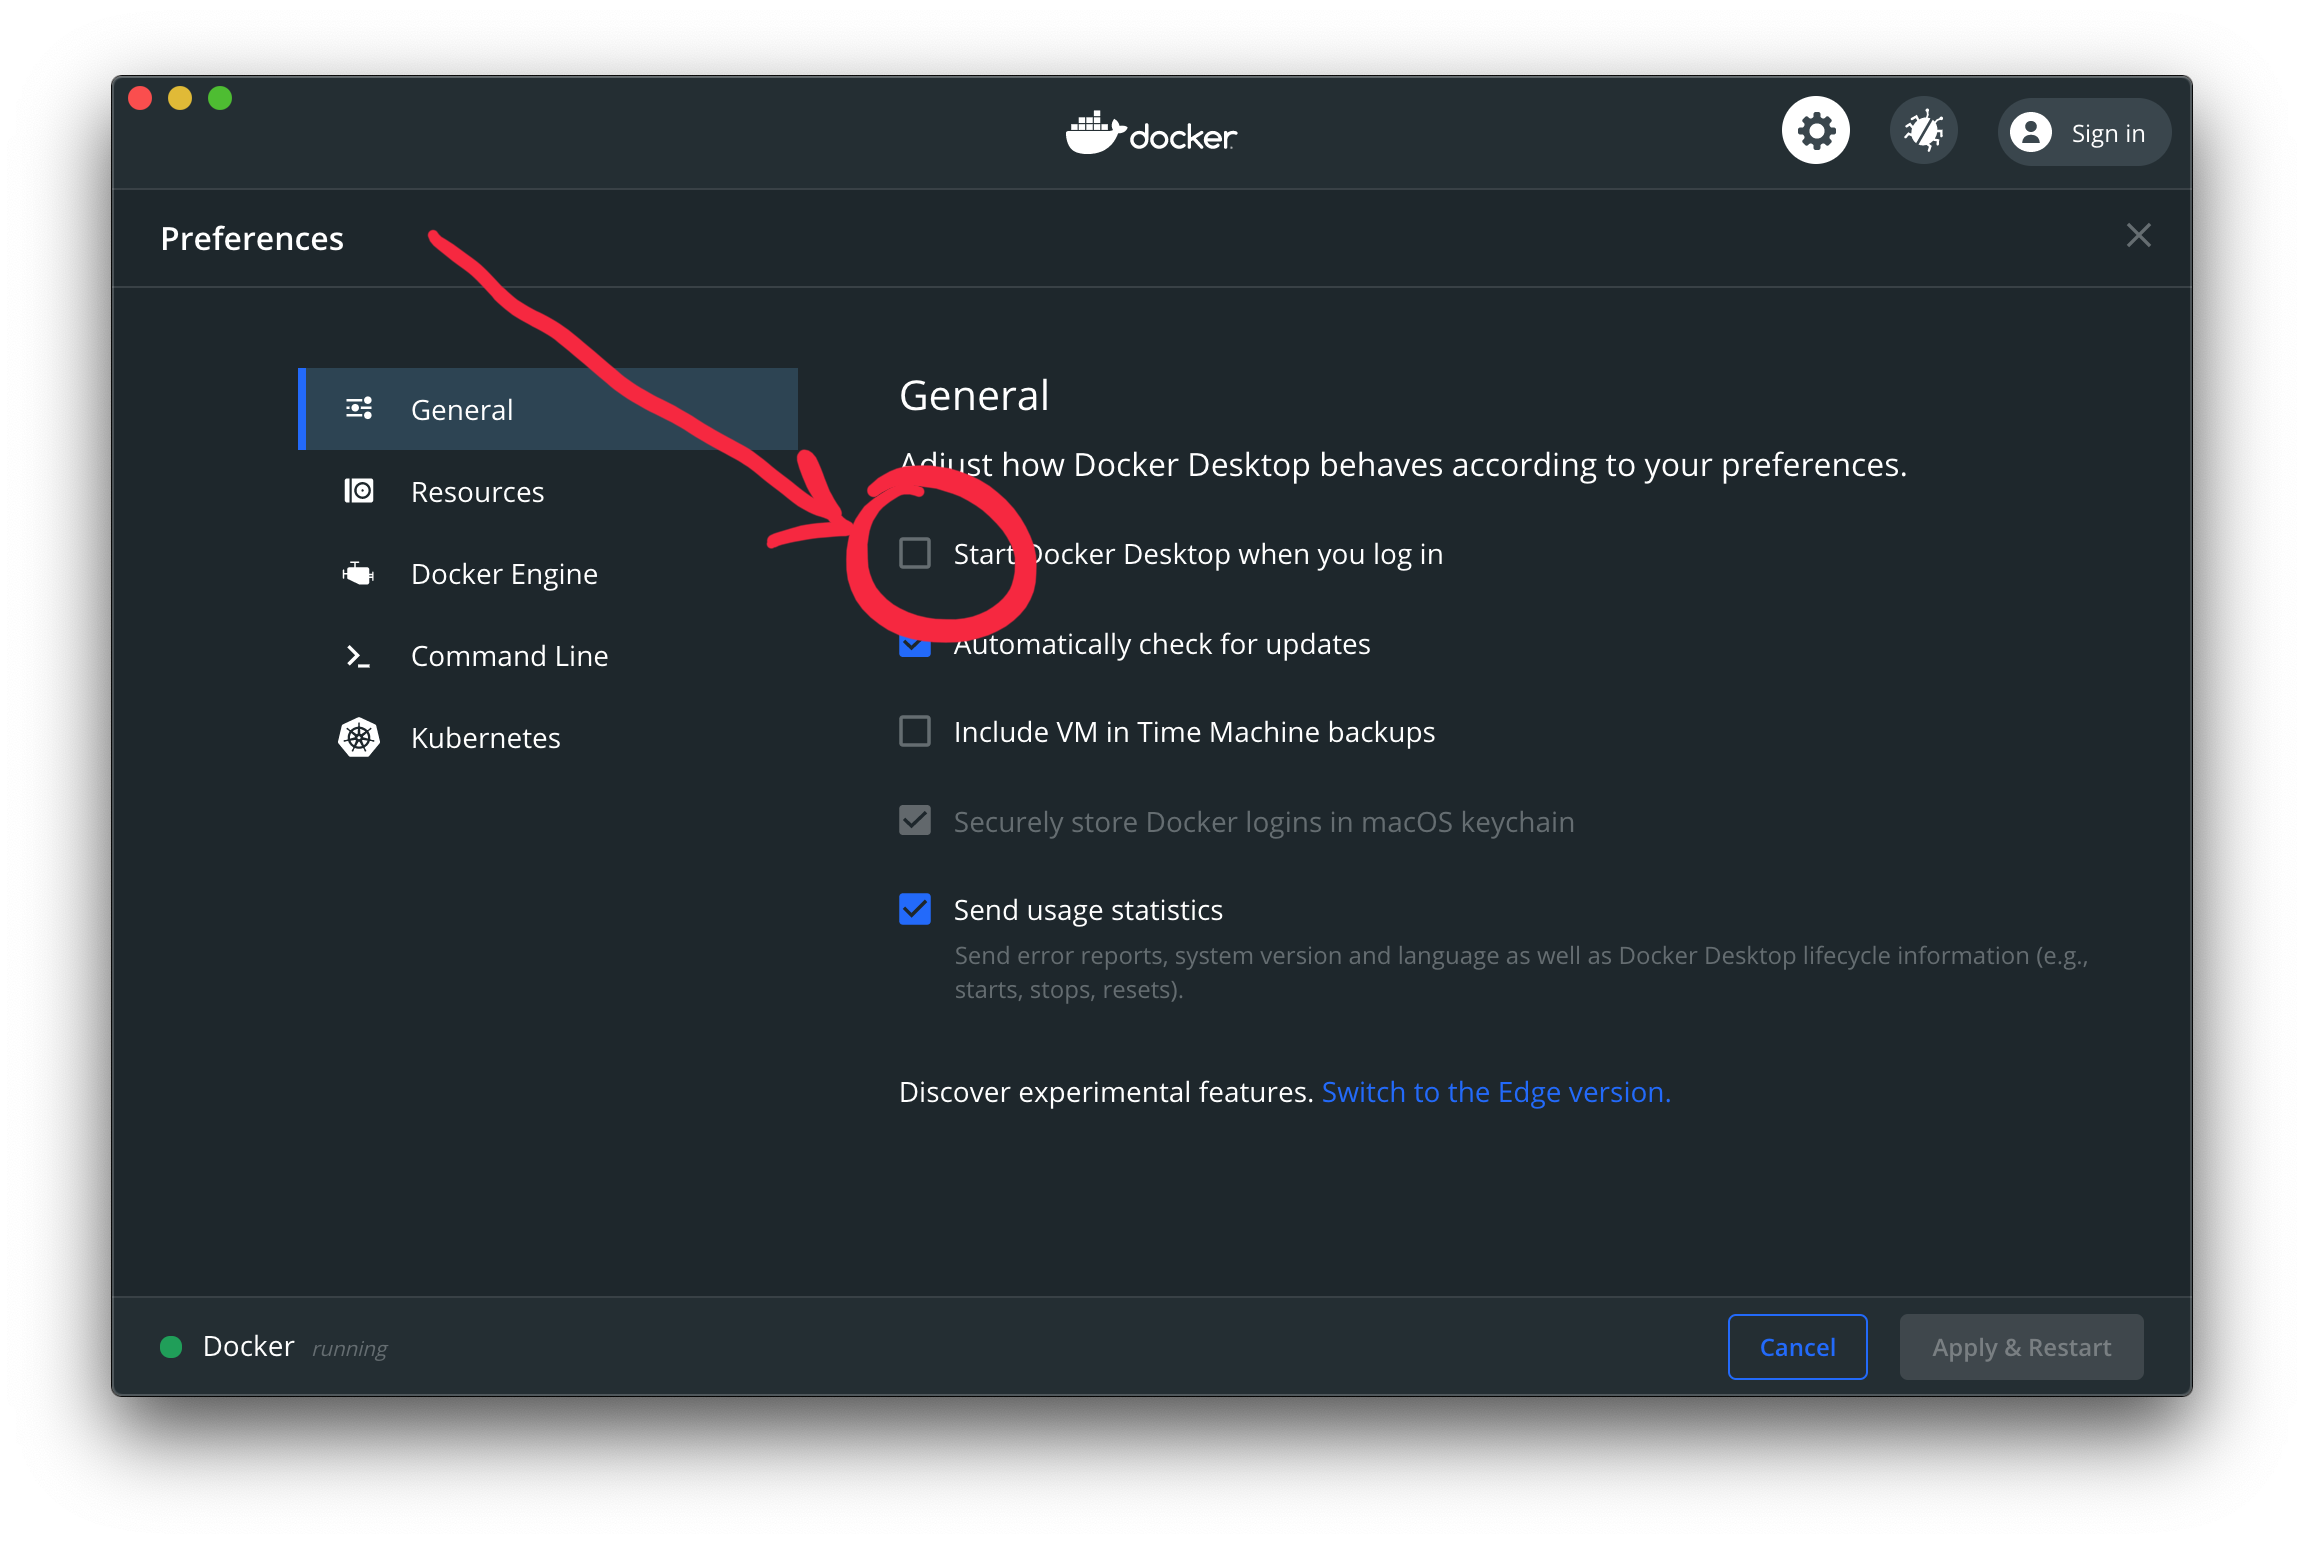 docker
Sign in
Preferences
General
Resources
Docker Engine
Command Line
Kubernetes
General
Adjust how Docker Desktop behaves according to your preferences.
Start Docker Desktop when you log in
Automatically check for updates
Include VM in Time Machine backups
Securely store Docker logins in macOS keychain
Send usage statistics
Send error reports, system version and language as well as Docker Desktop lifecycle information (e.g.,
starts, stops, resets).
Discover experimental features. Switch to the Edge version.
Docker running
Cancel
Apply & Restart